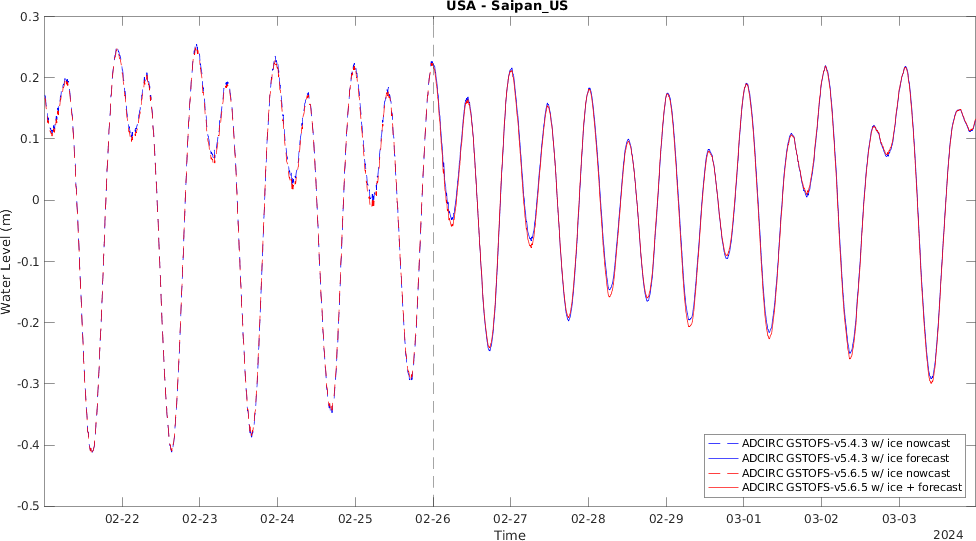 USA - Saipan_US
0.3
0.2
0.1
0
-0.1
-0.2
-0.3
-0.4
-0.5
Water Level (m)
ADCIRC GSTOFS-v5.4.3 w/ ice nowcast
ADCIRC GSTOFS-v5.4.3 w/ ice forecast
ADCIRC GSTOFS-v5.6.5 w/ ice nowcast
ADCIRC GSTOFS-v5.6.5 w/ ice + forecast
02-22 02-23 02-24 02-25 02-26 02-27 02-28 02-29 03-01 03-02 03-03
Time
2024